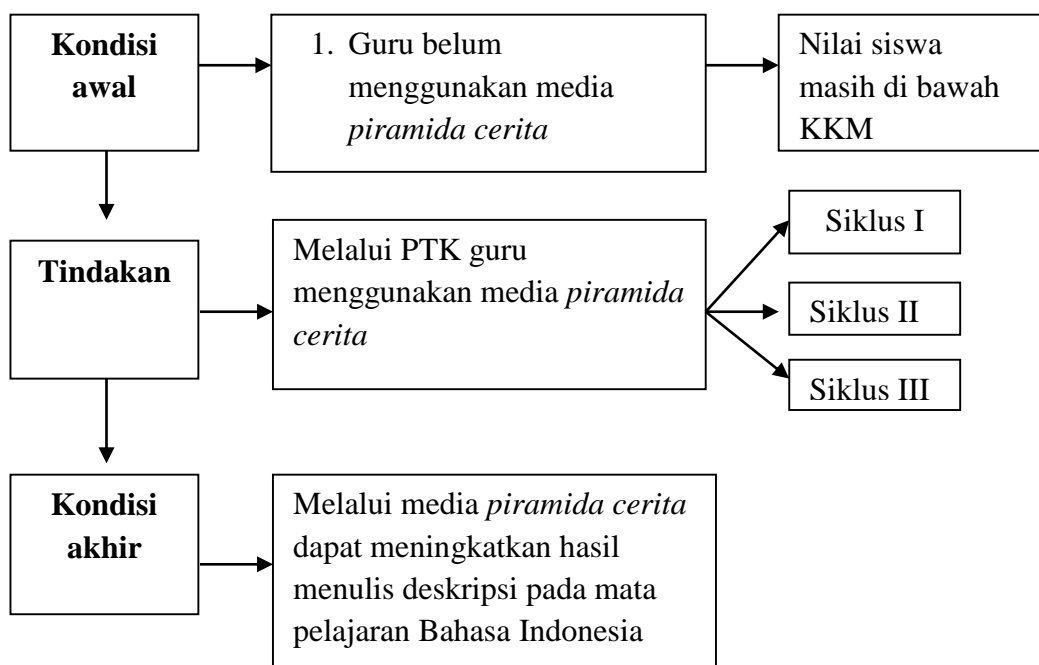 Kondisi
awal
1. Guru belum
menggunakan media
piramida cerita
Nilai siswa
masih di bawah
KKM
Tindakan
Melalui PTK guru
menggunakan media piramida
cerita
Siklus I
Siklus II
Siklus III
Kondisi
akhir
Melalui media piramida cerita
dapat meningkatkan hasil
menulis deskripsi pada mata
pelajaran Bahasa Indonesia